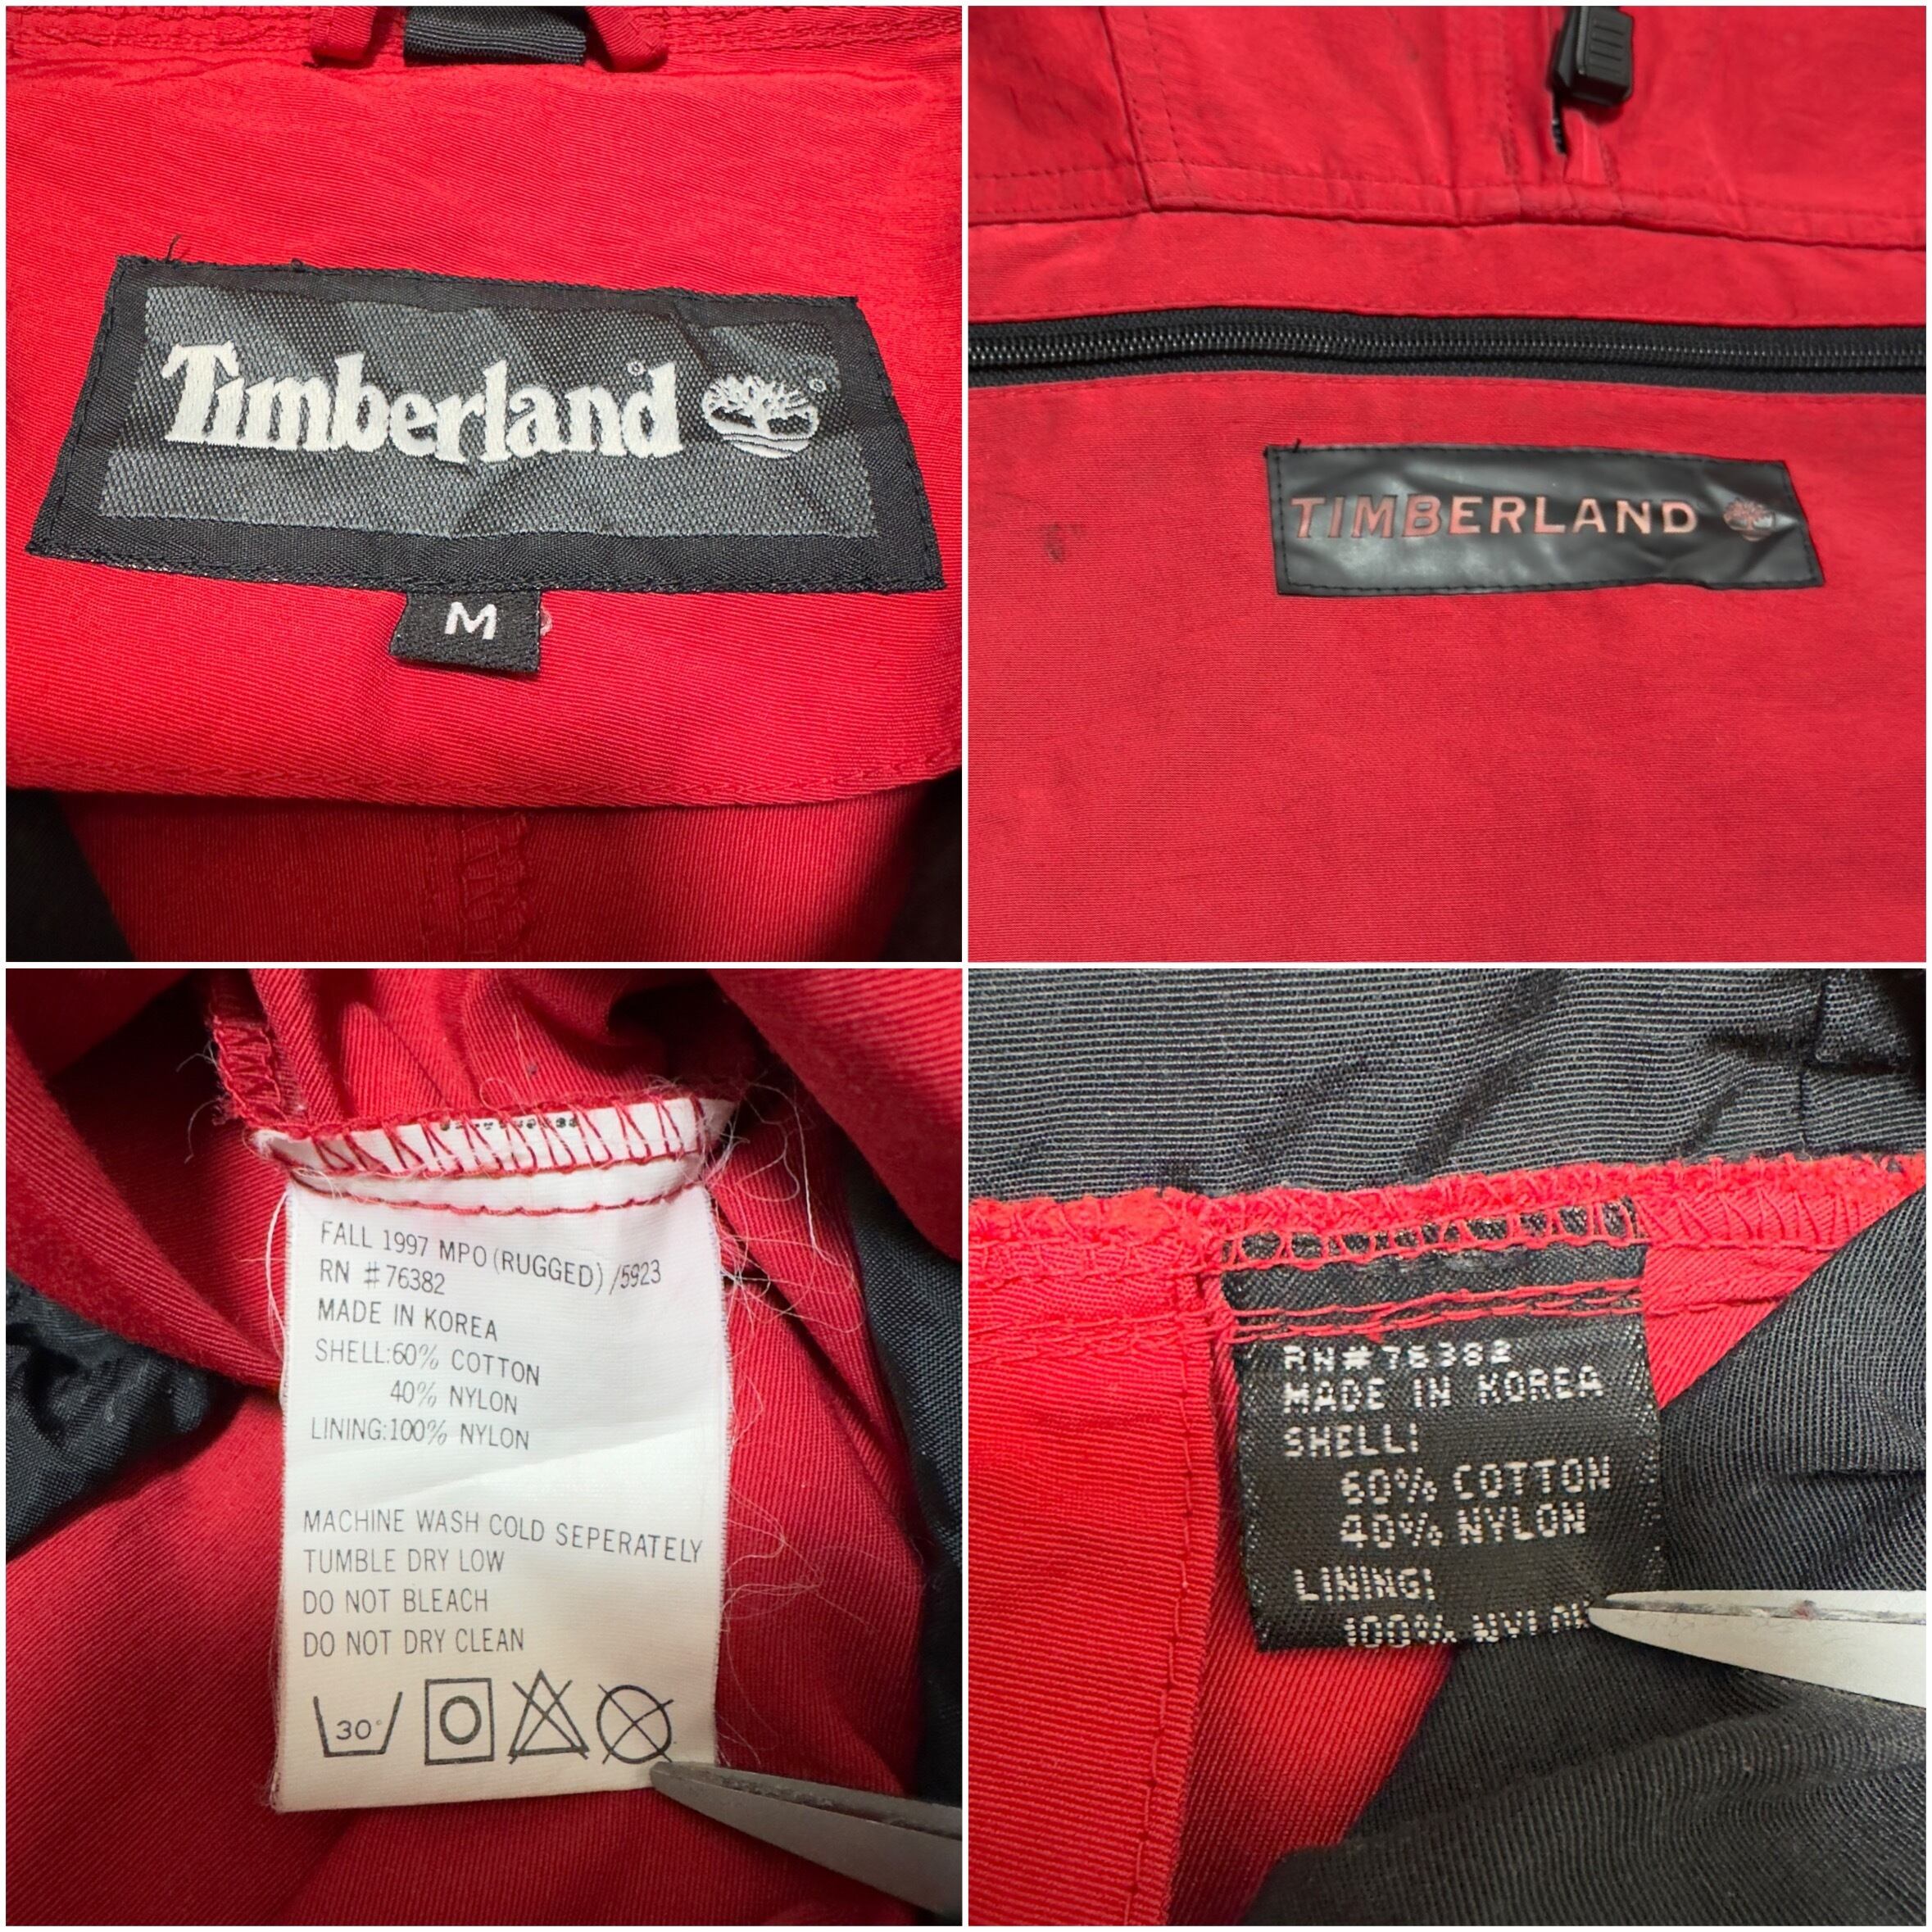 Timberland
M
TIMBERLAND
FALL 1997 MPO (RUGGED) /5923
RN #76382
MADE IN KOREA
SHELL:60% COTTON
40% NYLON
LINING:100% NYLON
MACHINE WASH COLD SEPERATELY
TUMBLE DRY LOW
DO NOT BLEACH
DO NOT DRY CLEAN
30°
RN#76382
MADE IN KOREA
SHELL:
60% COTTON
40% NYLON
LINING:
100% NYLON